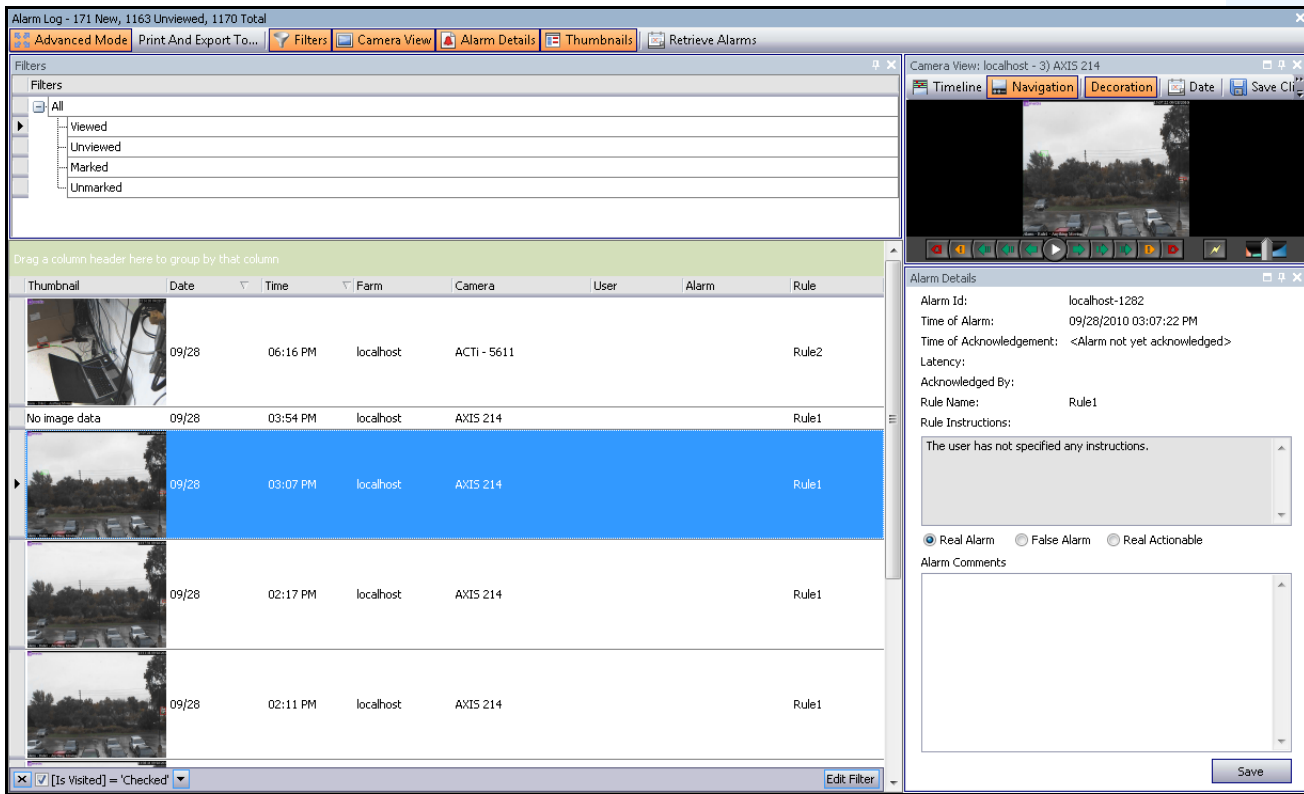 Alarm Log - 171 New, 1163 Unviewed, 1170 Total
Advanced Mode Print And Export To... Filters Camera View Alarm Details Thumbnails Retrieve Alarms
Filters
Filters
All
Viewed
Unviewed
Marked
Unmarked
Drag a column header here to group by that column
Thumbnail Date Time Farm Camera User Alarm Rule
09/28 06:16 PM localhost ACTi - 5611 Rule2
No image data 09/28 03:54 PM localhost AXIS 214 Rule1
09/28 03:07 PM localhost AXIS 214 Rule1
09/28 02:17 PM localhost AXIS 214 Rule1
09/28 02:11 PM localhost AXIS 214 Rule1
[Is Visited] = 'Checked' Edit Filter
Camera View: localhost - 3) AXIS 214
Timeline Navigation Decoration Date Save Cli
Alarm Details
Alarm Id: localhost-1282
Time of Alarm: 09/28/2010 03:07:22 PM
Time of Acknowledgement: <Alarm not yet acknowledged>
Latency:
Acknowledged By:
Rule Name: Rule1
Rule Instructions:
The user has not specified any instructions.
Real Alarm False Alarm Real Actionable
Alarm Comments
Save